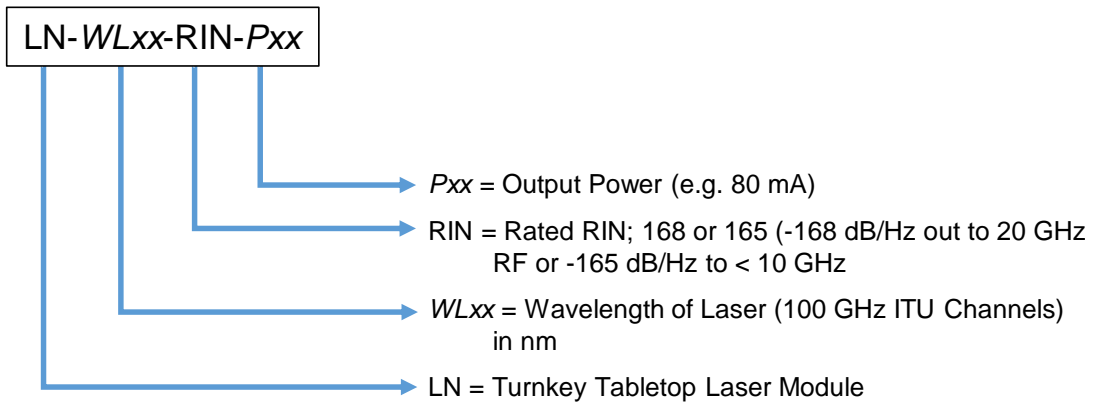 LN-WLxx-RIN-Pxx
Pxx = Output Power (e.g. 80 mA)
RIN = Rated RIN; 168 or 165 (-168 dB/Hz out to 20 GHz
RF or -165 dB/Hz to < 10 GHz
WLxx = Wavelength of Laser (100 GHz ITU Channels)
in nm
LN = Turnkey Tabletop Laser Module